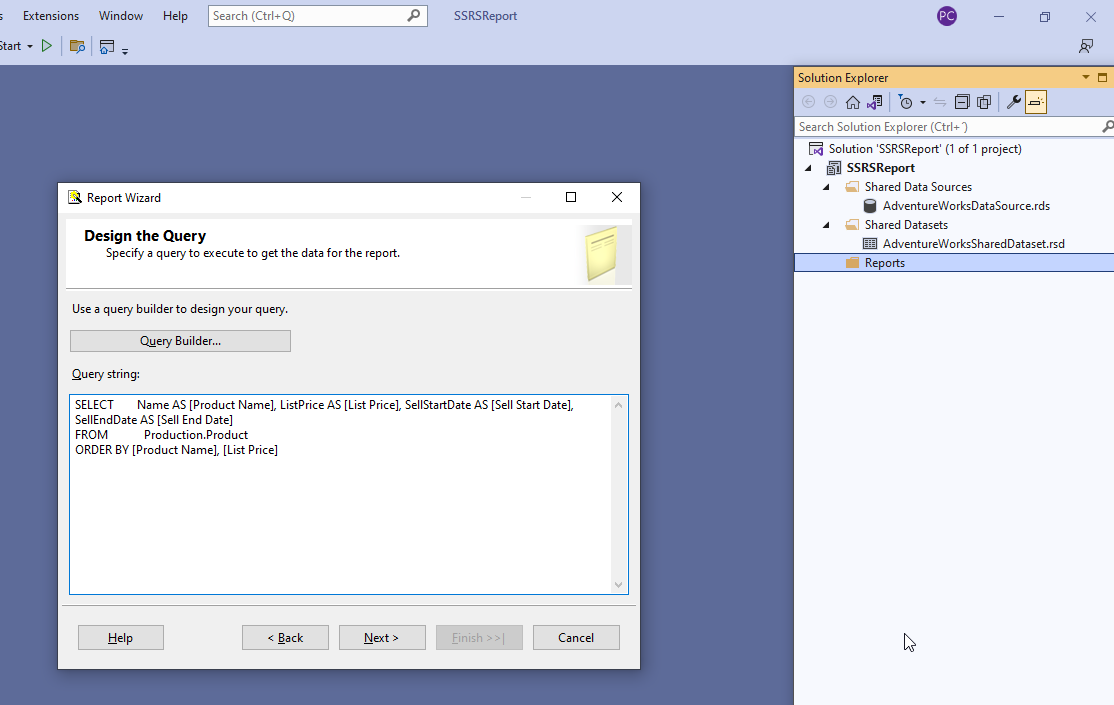 s Extensions Window Help Search (Ctrl+Q) SSRSReport PC
Start
Solution Explorer
Search Solution Explorer (Ctrl+´)
Solution 'SSRSReport' (1 of 1 project)
SSRSReport
Shared Data Sources
AdventureWorksDataSource.rds
Shared Datasets
AdventureWorksSharedDataset.rsd
Reports
Report Wizard
Design the Query
Specify a query to execute to get the data for the report.
Use a query builder to design your query.
Query Builder...
Query string:
SELECT Name AS [Product Name], ListPrice AS [List Price], SellStartDate AS [Sell Start Date],
SellEndDate AS [Sell End Date]
FROM Production.Product
ORDER BY [Product Name], [List Price]
Help < Back Next > Finish >>| Cancel